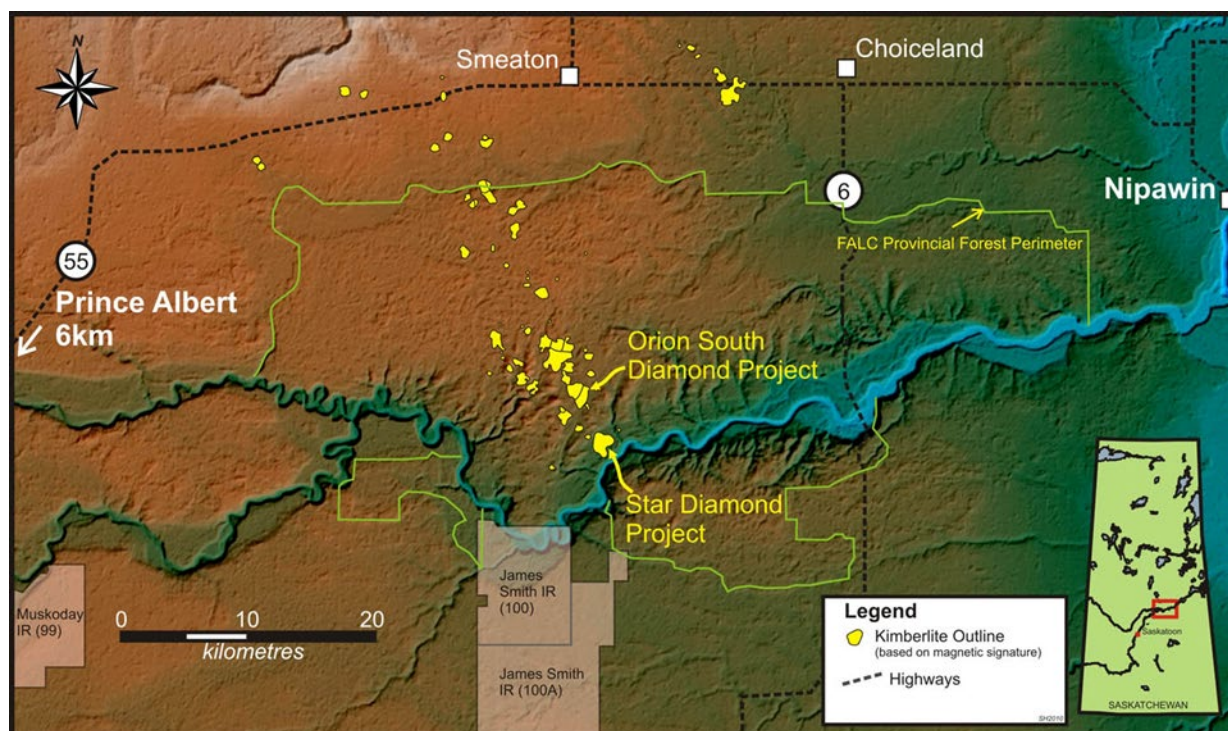 N
Smeaton
Choiceland
6
Nipawin
FALC Provincial Forest Perimeter
55
Prince Albert
6km
Orion South
Diamond Project
Star Diamond
Project
James
Smith IR
(100)
Muskoday
IR (99)
0 10 20
kilometres
James Smith
IR (100A)
Legend
Kimberlite Outline
(based on magnetic signature)
Highways
SH2010
Saskatoon
SASKATCHEWAN